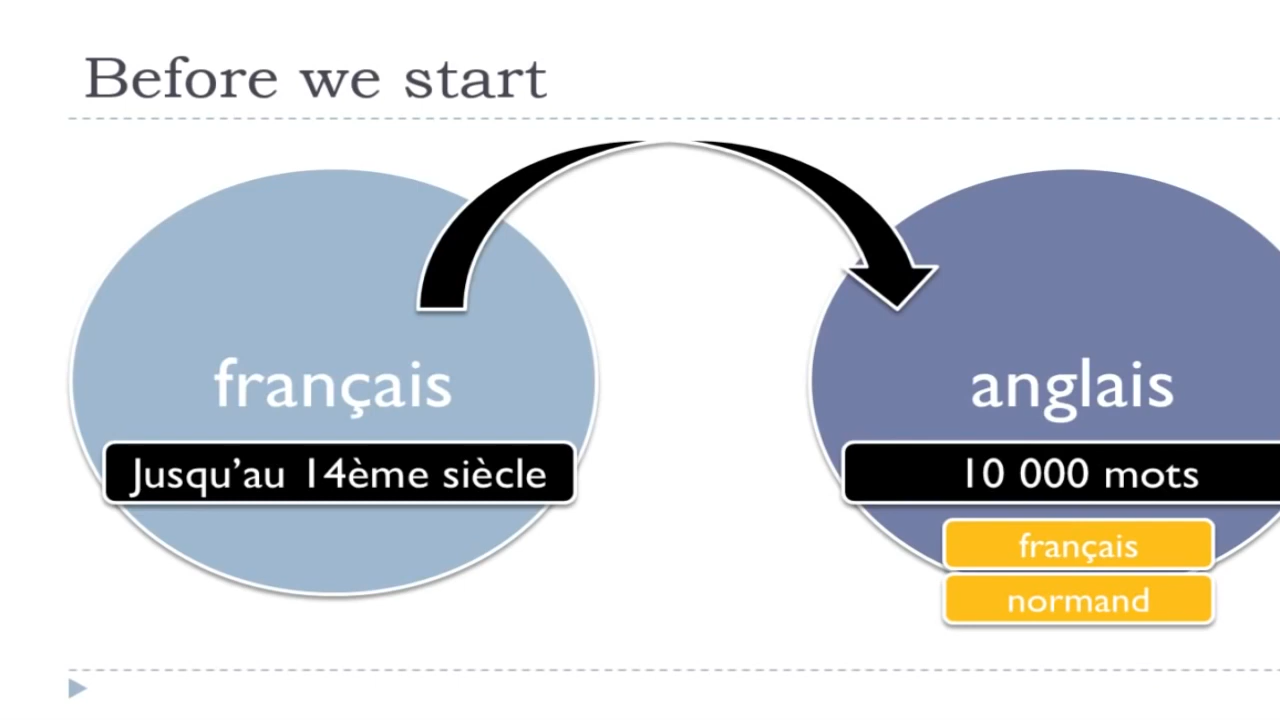 Before we start
français
Jusqu’au 14ème siècle
anglais
10 000 mots
français
normand